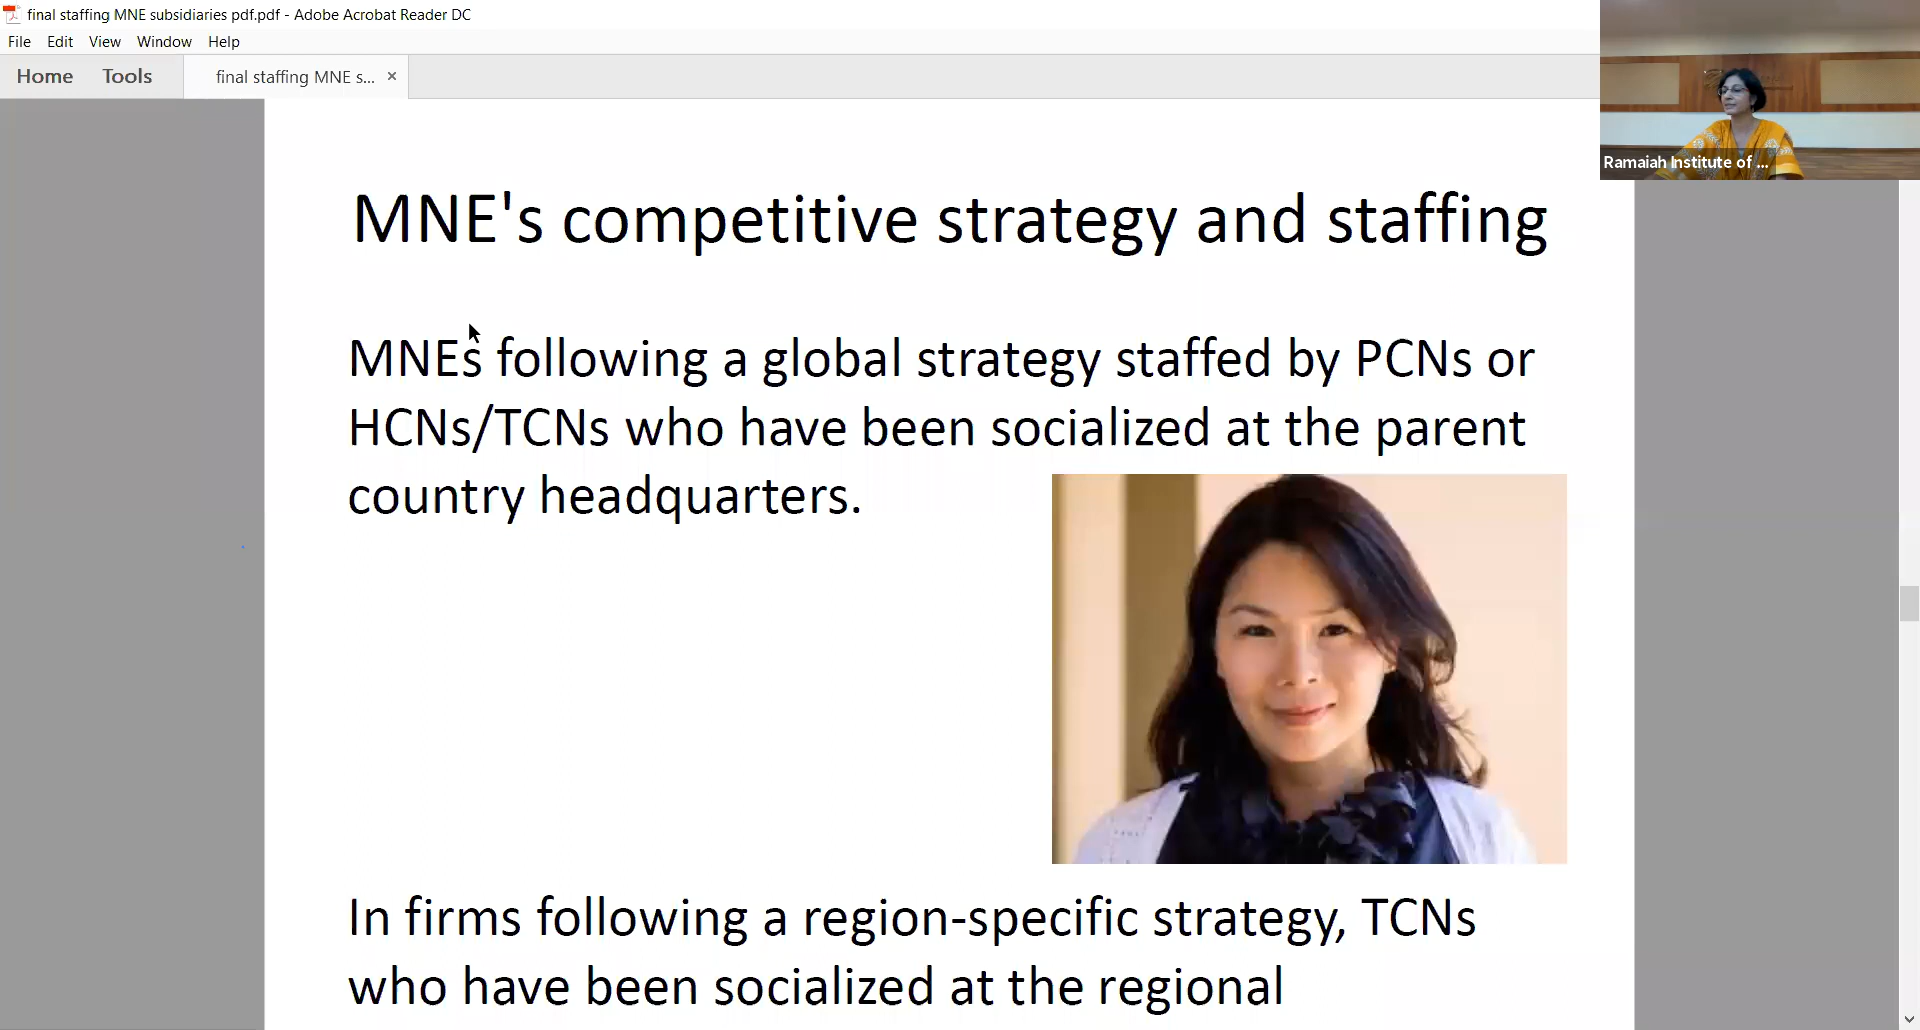 final staffing MNE subsidiaries pdf.pdf - Adobe Acrobat Reader DC
File Edit View Window Help
Home Tools final staffing MNE s... ×
Ramaiah Institute of ...
MNE's competitive strategy and staffing
MNEs following a global strategy staffed by PCNs or
HCNs/TCNs who have been socialized at the parent
country headquarters.
In firms following a region-specific strategy, TCNs
who have been socialized at the regional